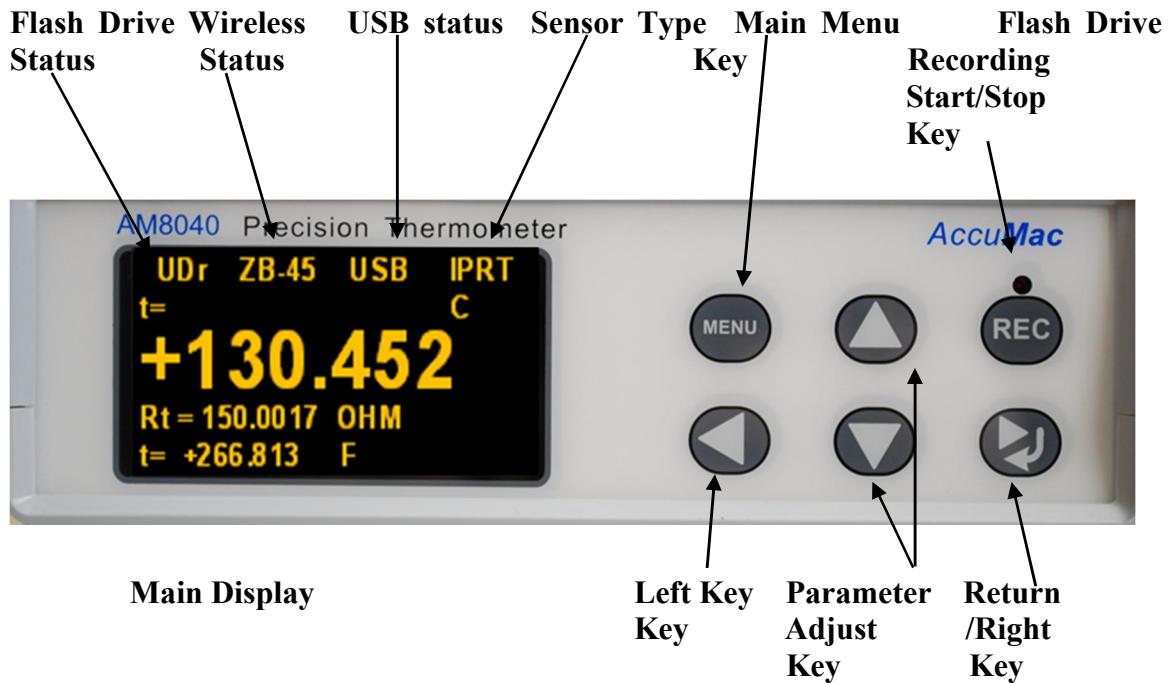 Flash Drive Wireless USB status Sensor Type Main Menu Flash Drive
Status Status Key Recording
Start/Stop
Key
AM8040 Precision Thermometer AccuMac
UDr ZB-45 USB IPRT
t= C
+130.452
Rt = 150.0017 OHM
t= +266.813 F
MENU
REC
Main Display Left Key Parameter Return
Key Adjust /Right
Key Key